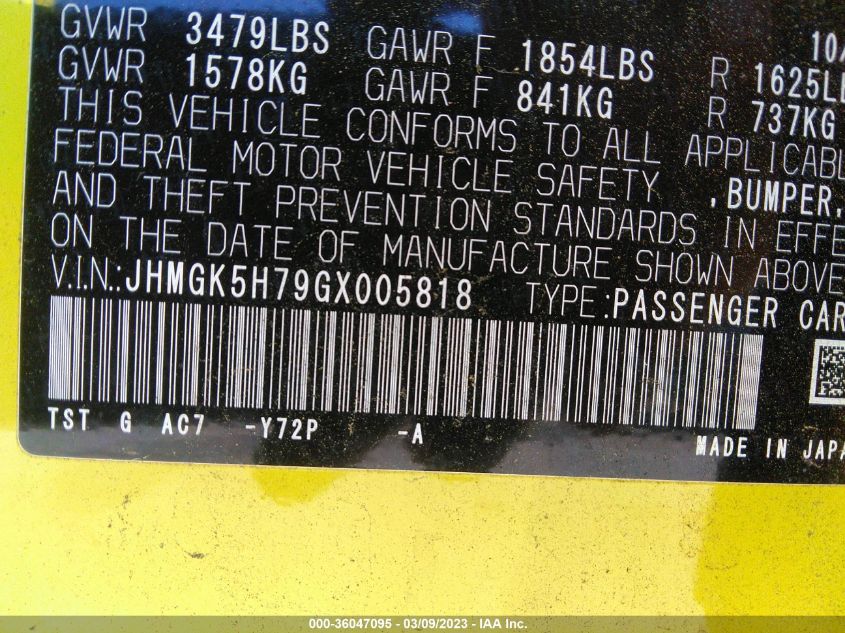 GVWR 3479LBS GAWR F 1854LBS R 1625LB
GVWR 1578KG GAWR F 841KG R 737KG
THIS VEHICLE CONFORMS TO ALL APPLICABL
FEDERAL MOTOR VEHICLE SAFETY ,BUMPER,
AND THEFT PREVENTION STANDARDS IN EFFE
ON THE DATE OF MANUFACTURE SHOWN ABOVE
V.I.N.:JHMGK5H79GX005818 TYPE:PASSENGER CAR
TST G AC7 -Y72P -A
MADE IN JAPA
000-36047095 - 03/09/2023 - IAA Inc.